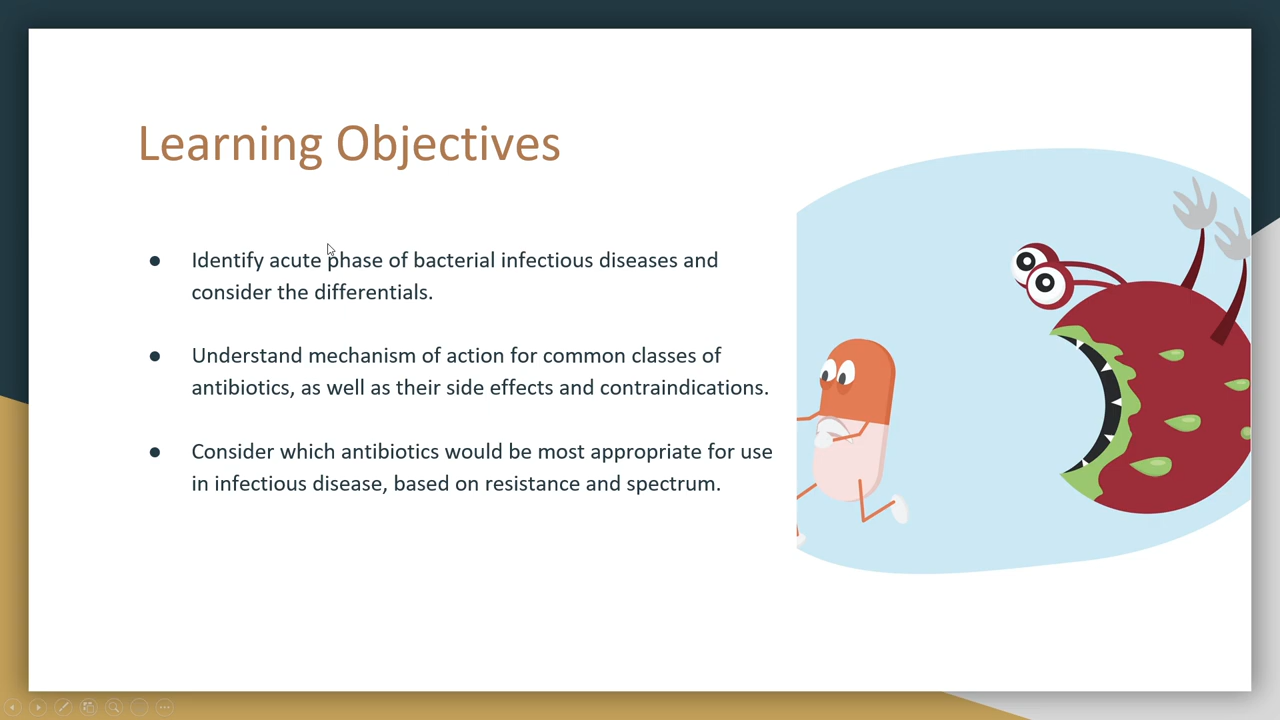 Learning Objectives
● Identify acute phase of bacterial infectious diseases and
consider the differentials.
● Understand mechanism of action for common classes of
antibiotics, as well as their side effects and contraindications.
● Consider which antibiotics would be most appropriate for use
in infectious disease, based on resistance and spectrum.